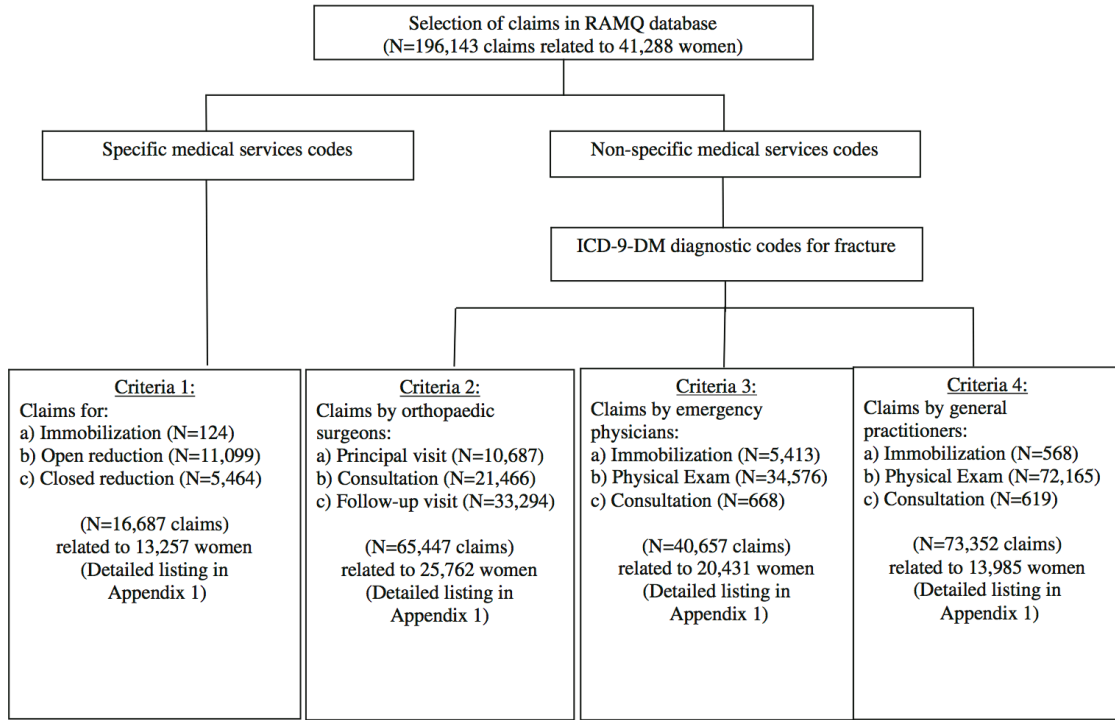 Selection of claims in RAMQ database
(N=196,143 claims related to 41,288 women)
Specific medical services codes
Non-specific medical services codes
ICD-9-DM diagnostic codes for fracture
Criteria 1:
Claims for:
a) Immobilization (N=124)
b) Open reduction (N=11,099)
c) Closed reduction (N=5,464)
(N=16,687 claims)
related to 13,257 women
(Detailed listing in
Appendix 1)
Criteria 2:
Claims by orthopaedic
surgeons:
a) Principal visit (N=10,687)
b) Consultation (N=21,466)
c) Follow-up visit (N=33,294)
(N=65,447 claims)
related to 25,762 women
(Detailed listing in
Appendix 1)
Criteria 3:
Claims by emergency
physicians:
a) Immobilization (N=5,413)
b) Physical Exam (N=34,576)
c) Consultation (N=668)
(N=40,657 claims)
related to 20,431 women
(Detailed listing in
Appendix 1)
Criteria 4:
Claims by general
practitioners:
a) Immobilization (N=568)
b) Physical Exam (N=72,165)
c) Consultation (N=619)
(N=73,352 claims)
related to 13,985 women
(Detailed listing in
Appendix 1)